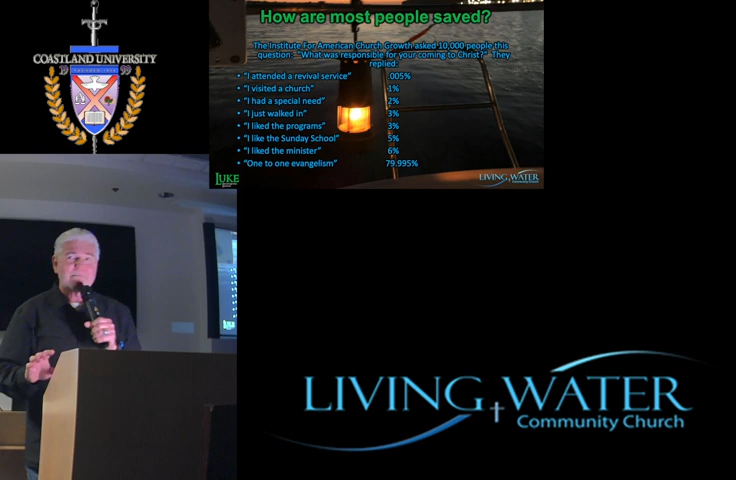 How are most people saved?
The Institute For American Church Growth asked 10,000 people this
question: "What was responsible for your coming to Christ?" They
replied:
• "I attended a revival service" .005%
• "I visited a church" 1%
• "I had a special need" 2%
• "I just walked in" 3%
• "I liked the programs" 3%
• "I like the Sunday School" 5%
• "I liked the minister" 6%
• "One to one evangelism" 79.995%
LUKE
LIVING WATER
Community Church
COASTLAND UNIVERSITY
19 99
LIVING WATER
Community Church